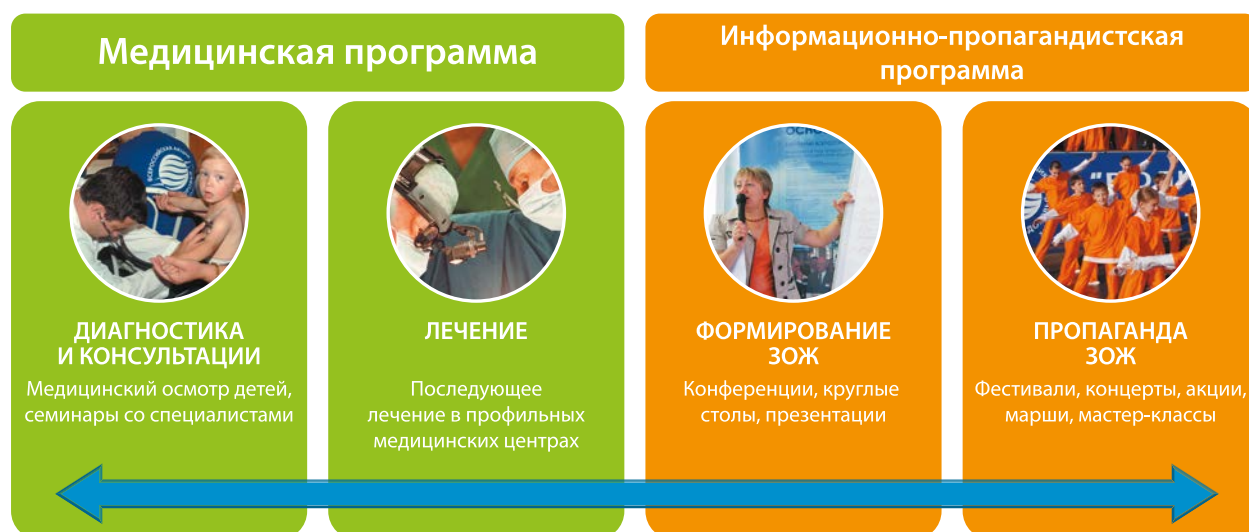 Медицинская программа
Информационно-пропагандистская
программа
ВСЕРОССИЙСКАЯ
ДИАГНОСТИКА
И КОНСУЛЬТАЦИИ
Медицинский осмотр детей,
семинары со специалистами
ЛЕЧЕНИЕ
Последующее
лечение в профильных
медицинских центрах
ФОРМИРОВАНИЕ
ЗОЖ
Конференции, круглые
столы, презентации
ПРОПАГАНДА
ЗОЖ
Фестивали, концерты, акции,
марши, мастер-классы